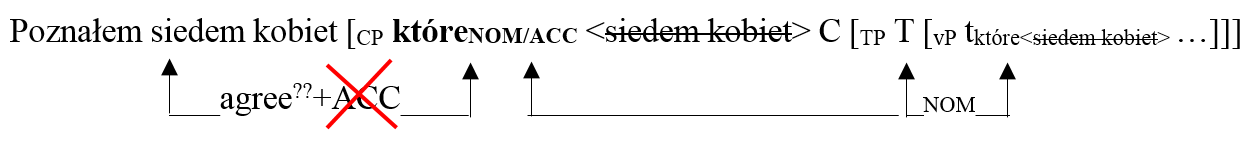 Poznałem siedem kobiet [CP któreNOM/ACC <siedem kobiet> C [TP T [vP tktóre<siedem kobiet> …]]]
agree??+ACC NOM